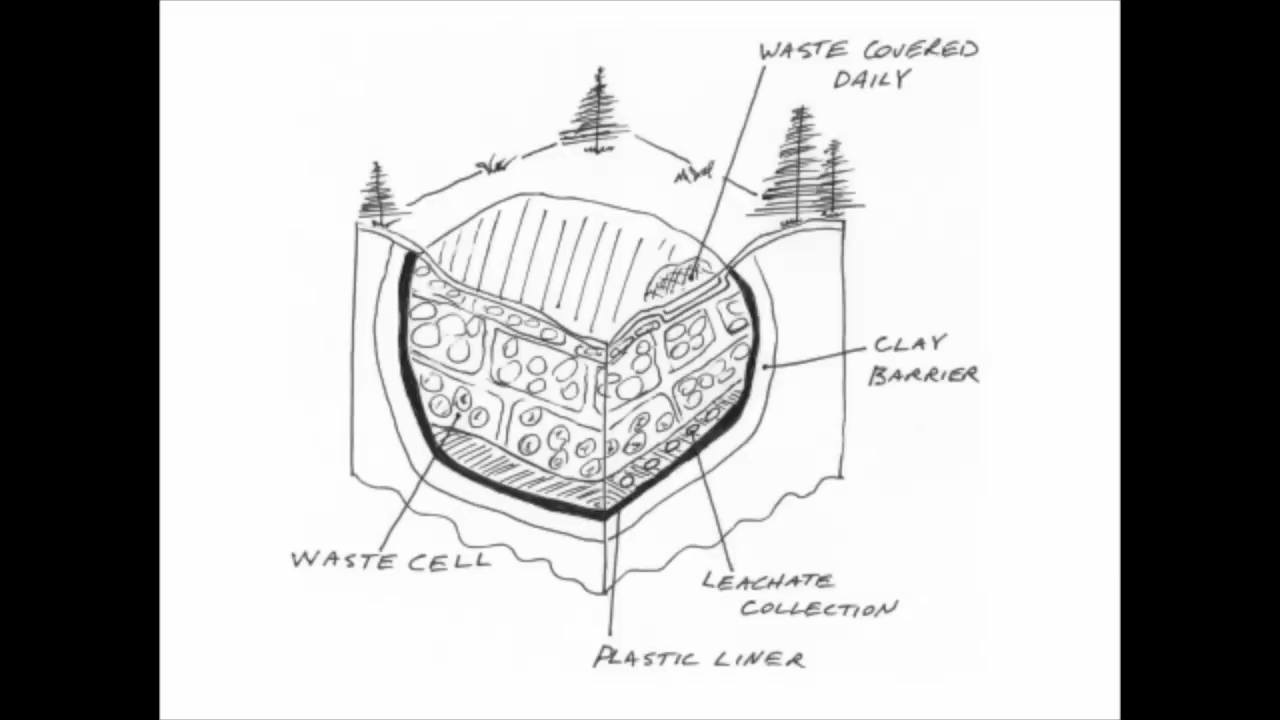 WASTE COVERED
DAILY
CLAY
BARRIER
WASTE CELL
LEACHATE
COLLECTION
PLASTIC LINER